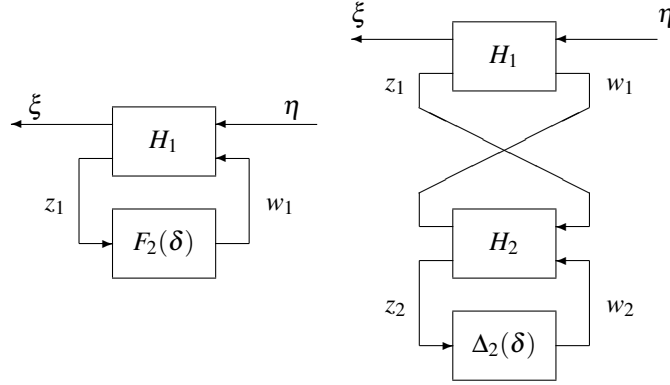 ξ η
H₁
z₁ w₁
F₂(δ)
ξ η
H₁
z₁ w₁
H₂
z₂ w₂
Δ₂(δ)